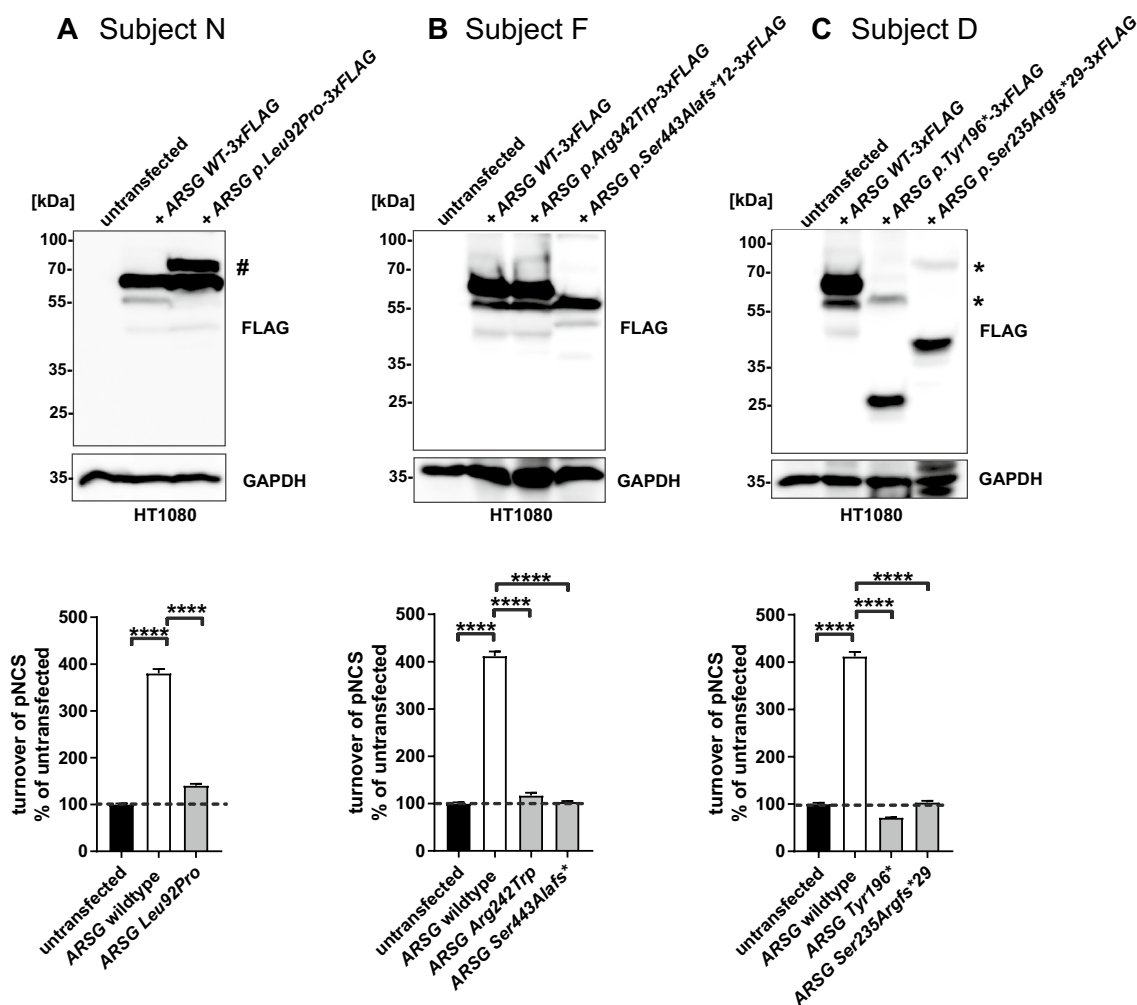 A Subject N
untransfected
+ ARSG WT-3xFLAG
+ ARSG p.Leu92Pro-3xFLAG
[kDa]
100-
70-
55-
35-
25-
#
FLAG
35-
GAPDH
HT1080
500
400
300
200
100
0
turnover of pNCS
% of untransfected
****
****
untransfected
ARSG wildtype
ARSG Leu92Pro
B Subject F
untransfected
+ ARSG WT-3xFLAG
+ ARSG p.Arg342Trp-3xFLAG
+ ARSG p.Ser443Alafs*12-3xFLAG
[kDa]
100-
70-
55-
35-
25-
FLAG
35-
GAPDH
HT1080
500
400
300
200
100
0
turnover of pNCS
% of untransfected
****
****
****
untransfected
ARSG wildtype
ARSG Arg242Trp
ARSG Ser443Alafs*
C Subject D
untransfected
+ ARSG WT-3xFLAG
+ ARSG p.Tyr196*-3xFLAG
+ ARSG p.Ser235Argfs*29-3xFLAG
[kDa]
100-
70-
55-
35-
25-
*
*
FLAG
35-
GAPDH
HT1080
500
400
300
200
100
0
turnover of pNCS
% of untransfected
****
****
****
untransfected
ARSG wildtype
ARSG Tyr196*
ARSG Ser235Argfs*29